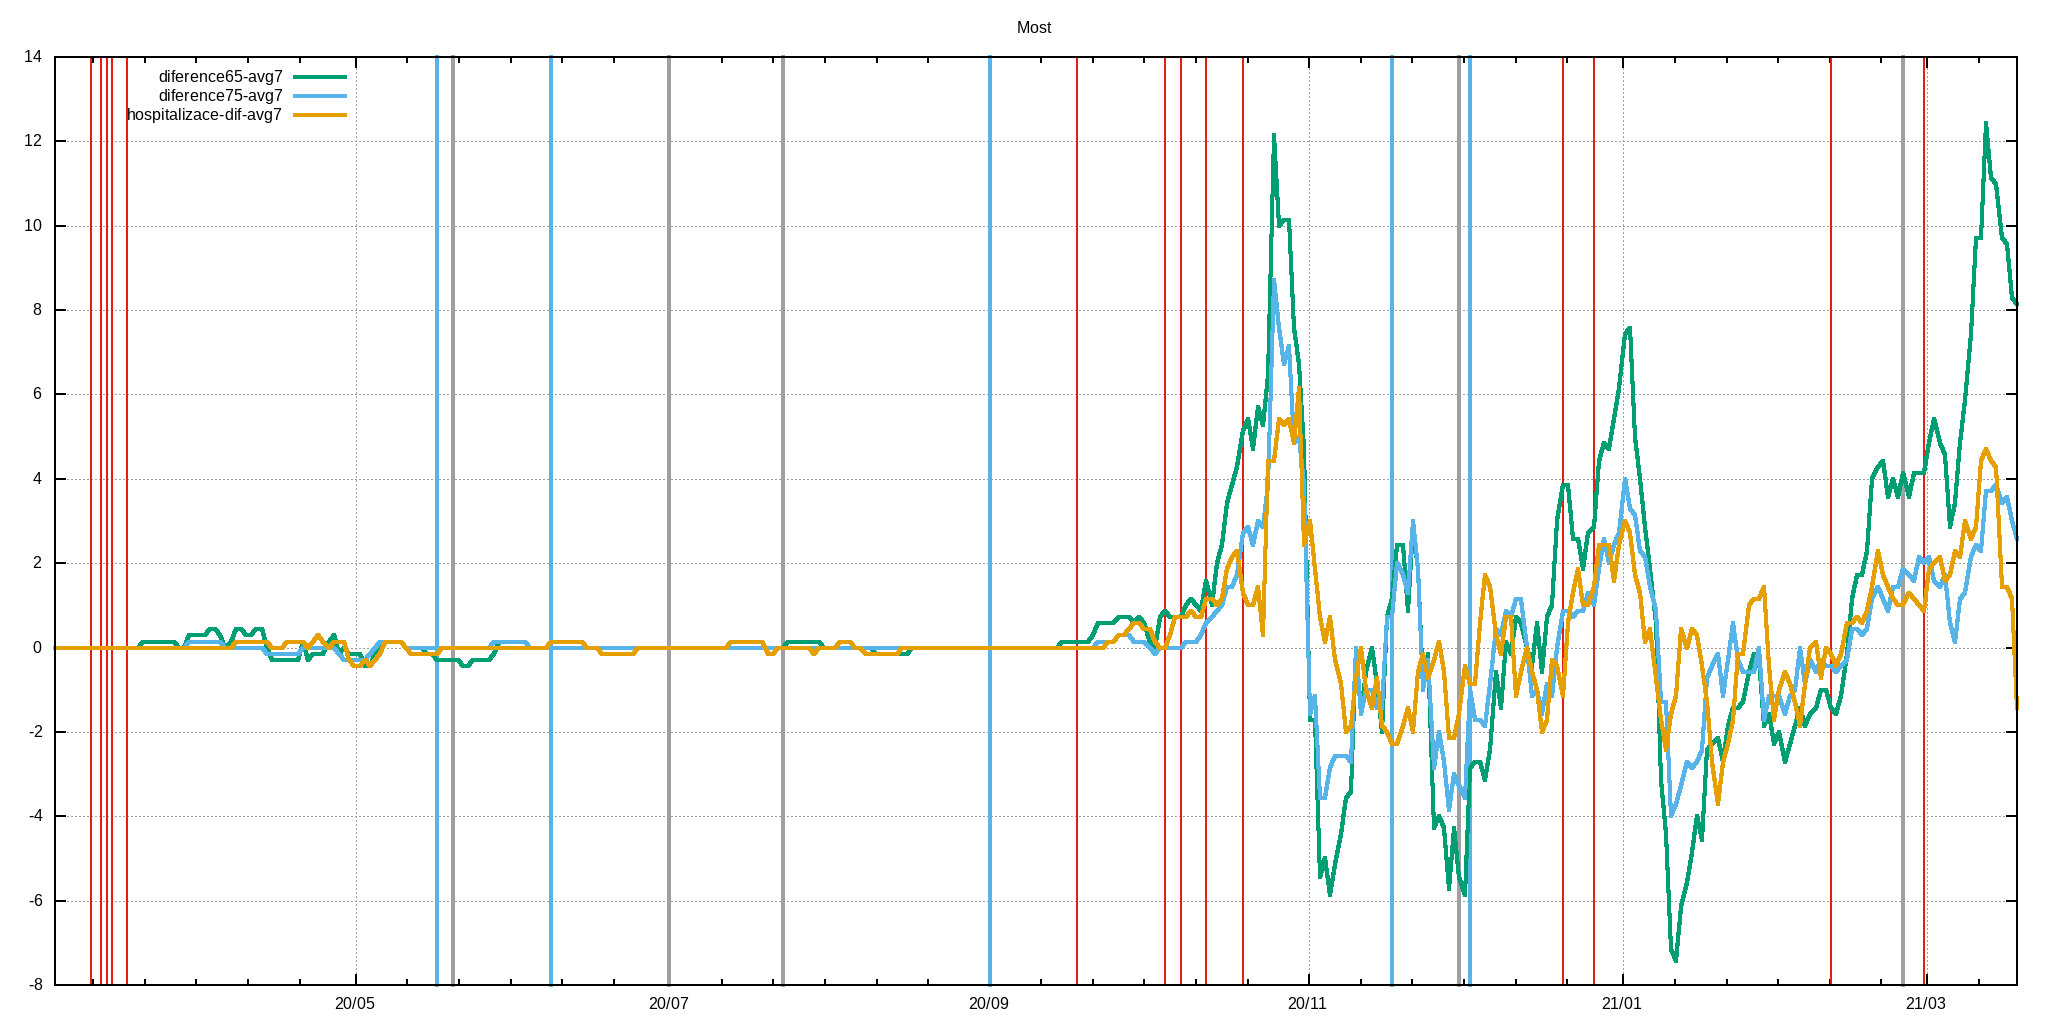 Most
diference65-avg7
diference75-avg7
hospitalizace-dif-avg7
14
12
10
8
6
4
2
0
-2
-4
-6
-8
20/05 20/07 20/09 20/11 21/01 21/03